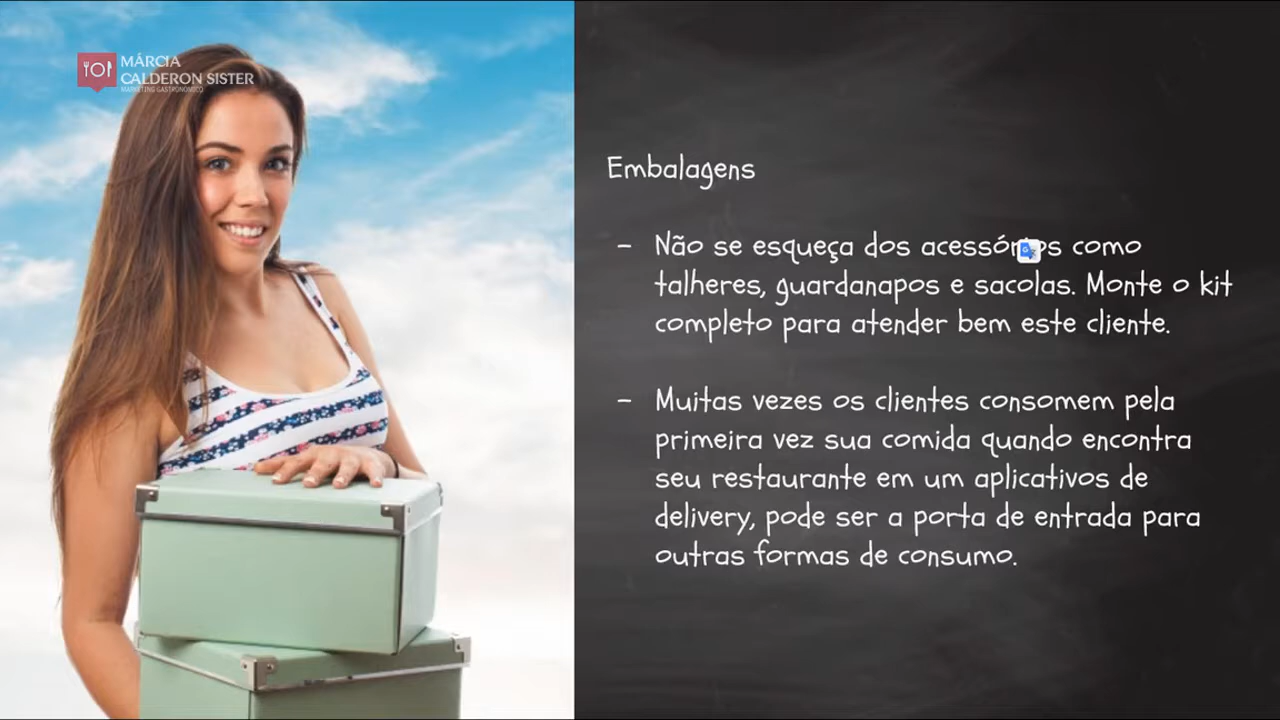 MÁRCIA
CALDERON SISTER
MARKETING GASTRONÔMICO
Embalagens
- Não se esqueça dos acessórios como
talheres, guardanapos e sacolas. Monte o kit
completo para atender bem este cliente.
- Muitas vezes os clientes consomem pela
primeira vez sua comida quando encontra
seu restaurante em um aplicativos de
delivery, pode ser a porta de entrada para
outras formas de consumo.